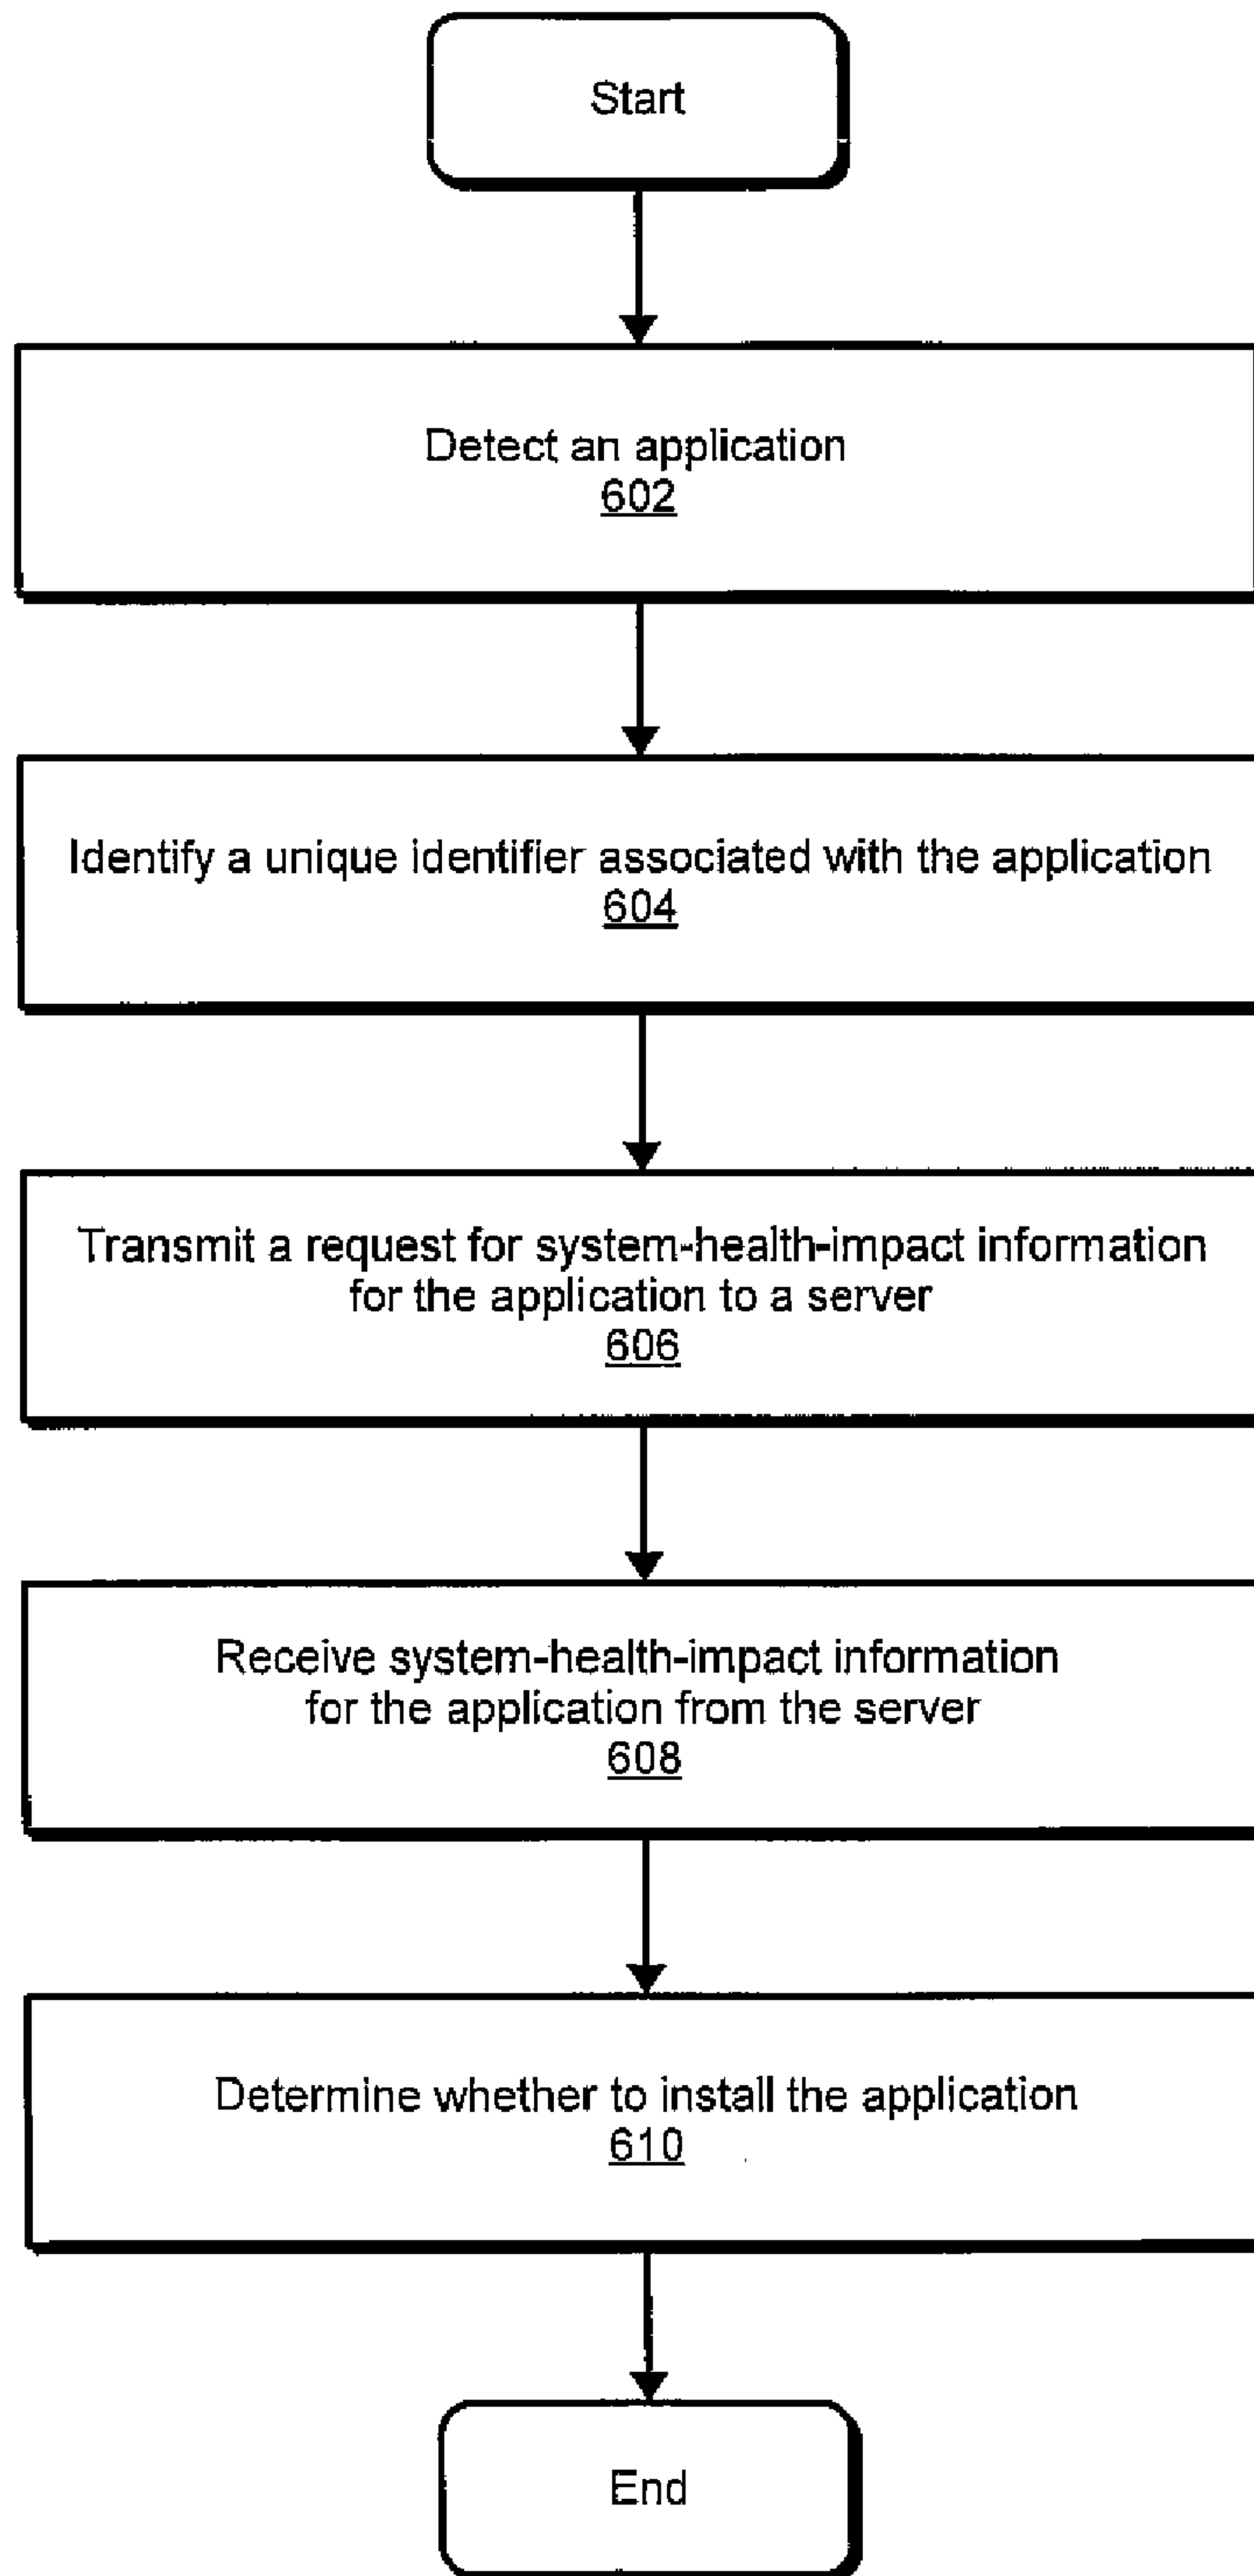 Start
Detect an application
602
Identify a unique identifier associated with the application
604
Transmit a request for system-health-impact information
for the application to a server
606
Receive system-health-impact information
for the application from the server
608
Determine whether to install the application
610
End